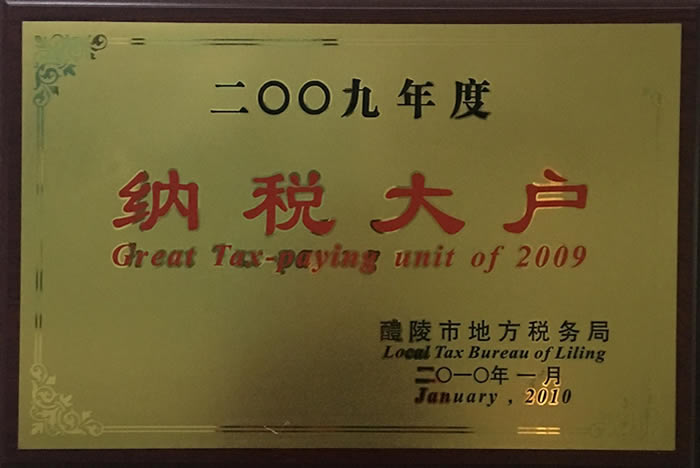 二〇〇九年度
纳税大户
Great Tax-paying unit of 2009
醴陵市地方税务局
Local Tax Bureau of Liling
二〇一〇年一月
January , 2010